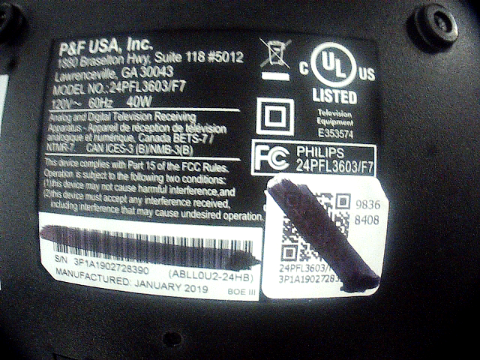 P&F USA, Inc.
1880 Braselton Hwy, Suite 118 #5012
Lawrenceville, GA 30043
MODEL NO.:24PFL3603/F7
120V~ 60Hz 40W
Analog and Digital Television Receiving
Apparatus - Appareil de réception de télévision
analogique et numérique, Canada BETS-7 /
NTMR-7 CAN ICES-3 (B)/NMB-3(B)
This device complies with Part 15 of the FCC Rules.
Operation is subject to the following two conditions:
(1)this device may not cause harmful interference,and
(2)this device must accept any interference received,
including interference that may cause undesired operation.
C UL US
LISTED
Television
Equipment
E353574
FC PHILIPS
24PFL3603/F7
S/N 3P1A1902728390 (ABLL0U2-24HB)
MANUFACTURED: JANUARY 2019 BOE III
9836
8408
24PFL3603/F
3P1A190272839